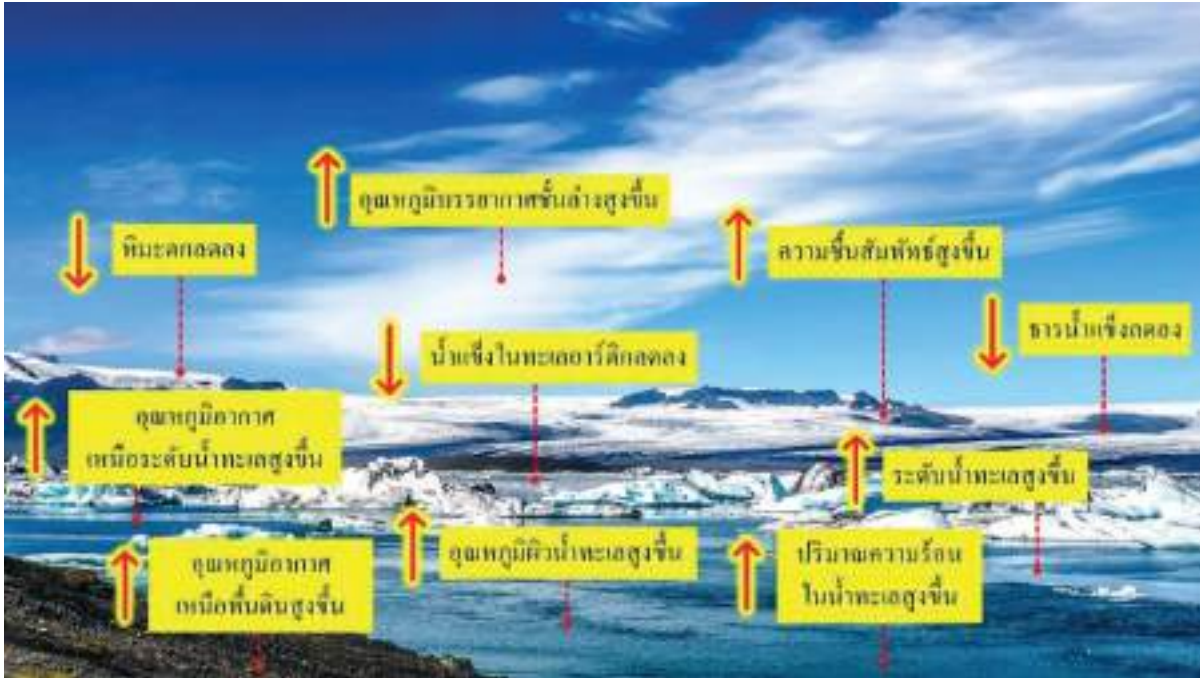 อุณหภูมิบรรยากาศชั้นล่างสูงขึ้น
หิมะตกลดลง
ความชื้นสัมพัทธ์สูงขึ้น
ธารน้ำแข็งลดลง
น้ำแข็งในทะเลอาร์ติกลดลง
อุณหภูมิอากาศ
เหนือระดับน้ำทะเลสูงขึ้น
ระดับน้ำทะเลสูงขึ้น
อุณหภูมิอากาศ
เหนือพื้นดินสูงขึ้น
อุณหภูมิผิวน้ำทะเลสูงขึ้น
ปริมาณความร้อน
ในน้ำทะเลสูงขึ้น